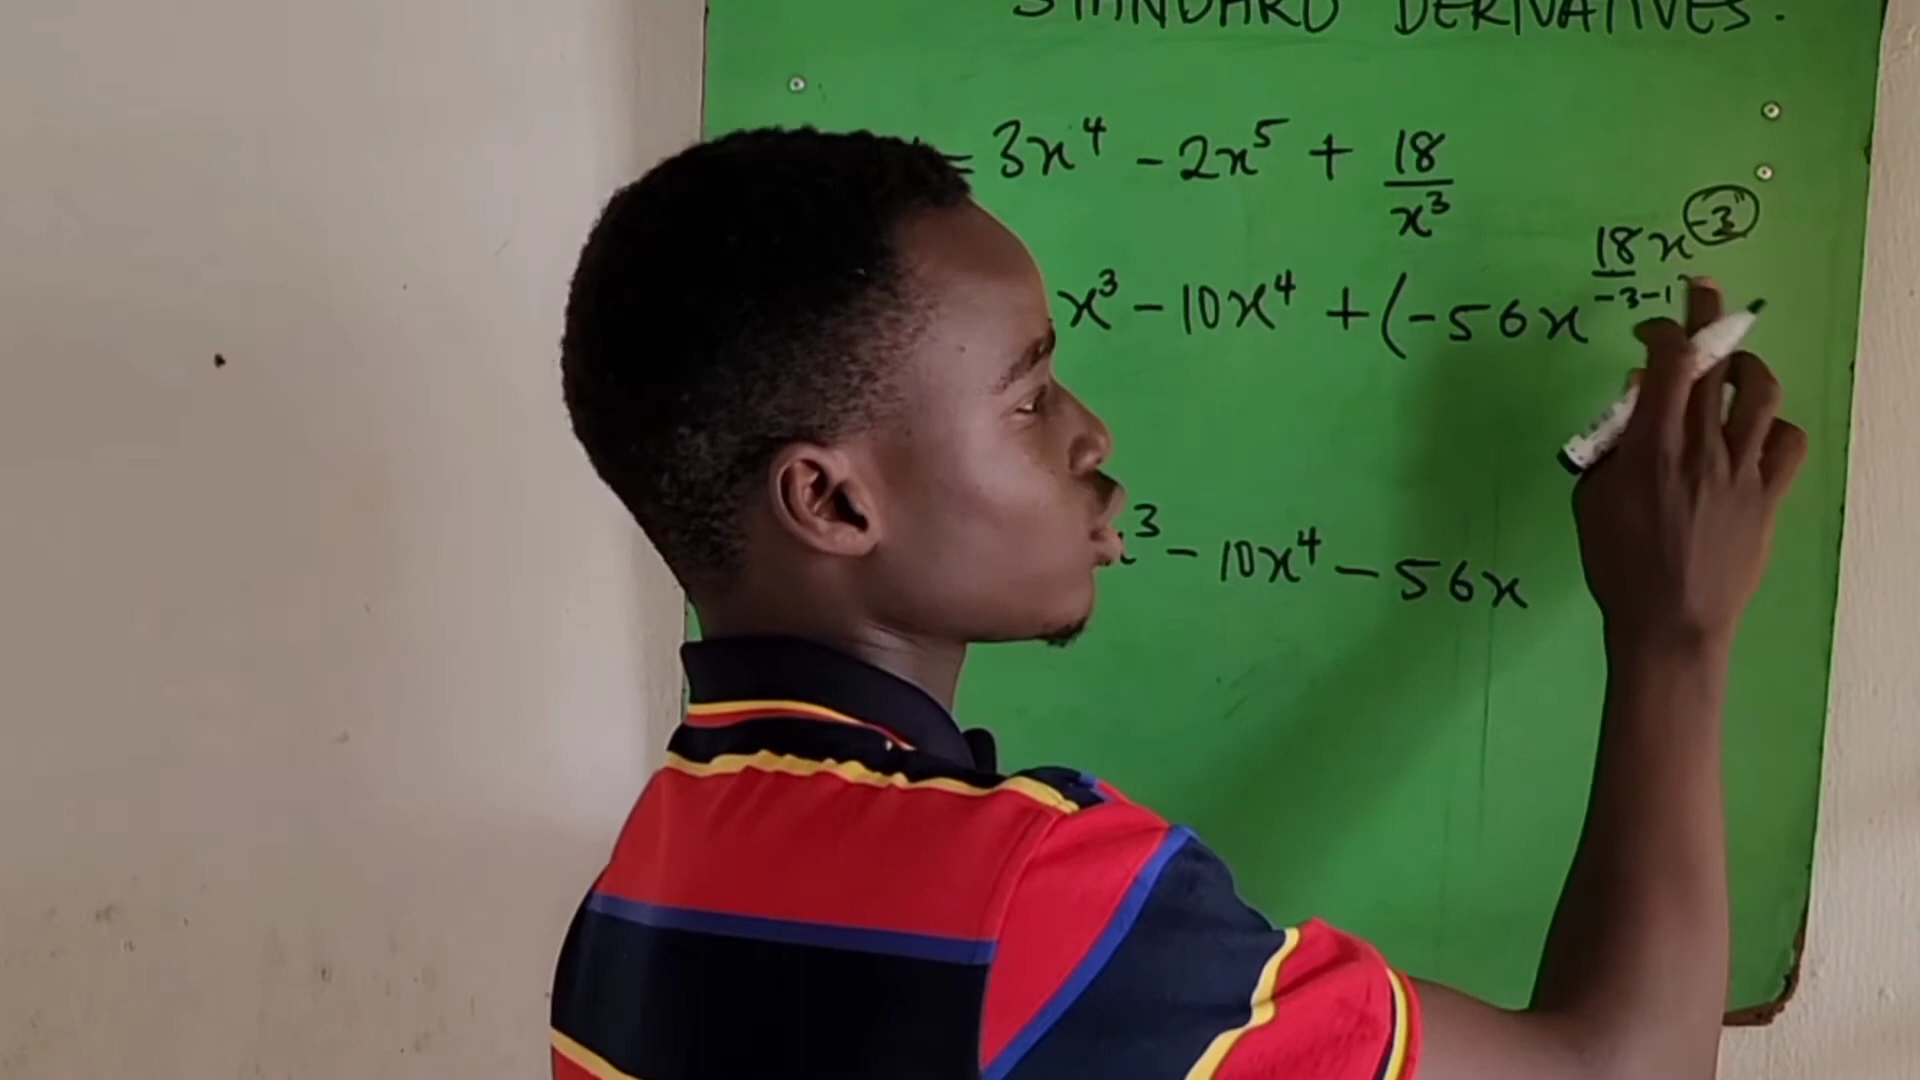 STANDARD DERIVATIVES.
= 3x⁴ - 2x⁵ + 18/x³
18x⁻³
x³ - 10x⁴ + (-56x⁻³⁻¹
x³ - 10x⁴ - 56x